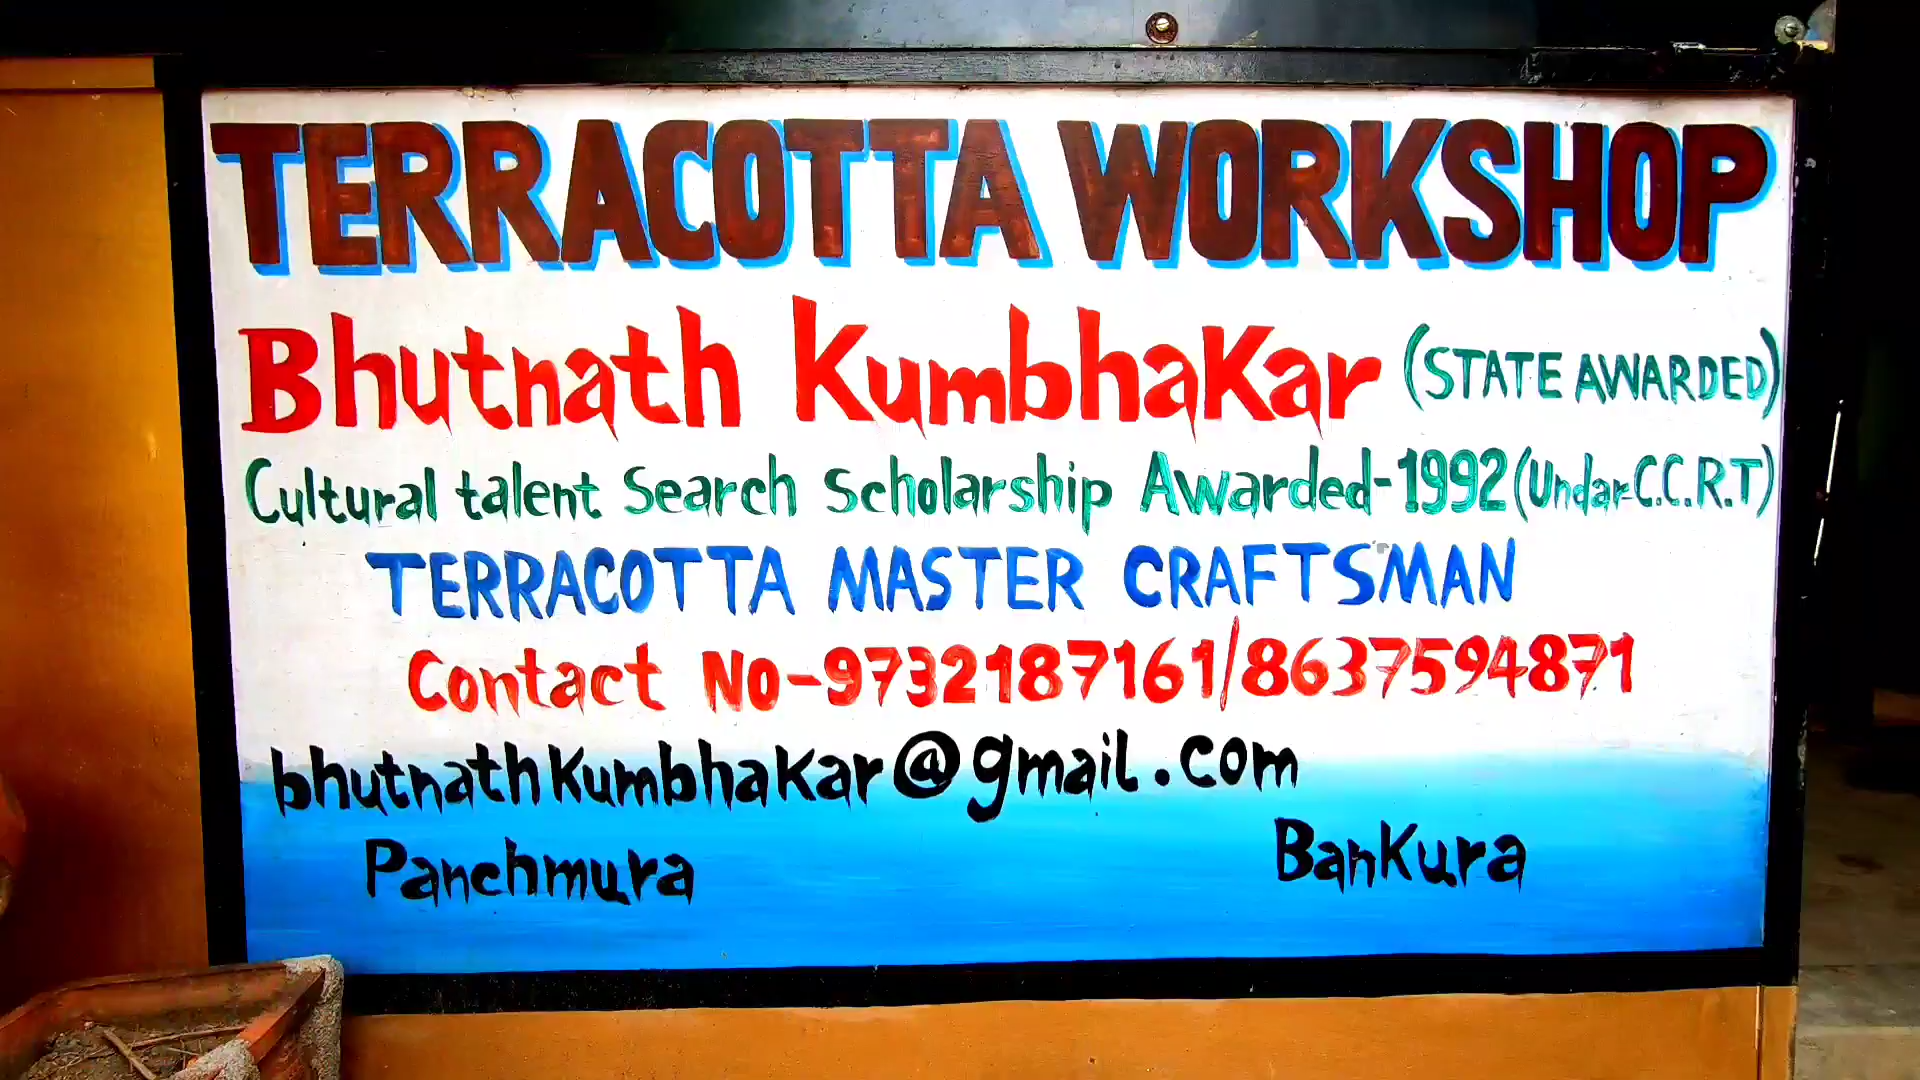 TERRACOTTA WORKSHOP
Bhutnath Kumbhakar (STATE AWARDED)
Cultural talent Search Scholarship Awarded-1992 (Undar-C.C.R.T)
TERRACOTTA MASTER CRAFTSMAN
Contact No-9732187161/8637594871
bhutnathkumbhakar@gmail.com
Panchmura Bankura